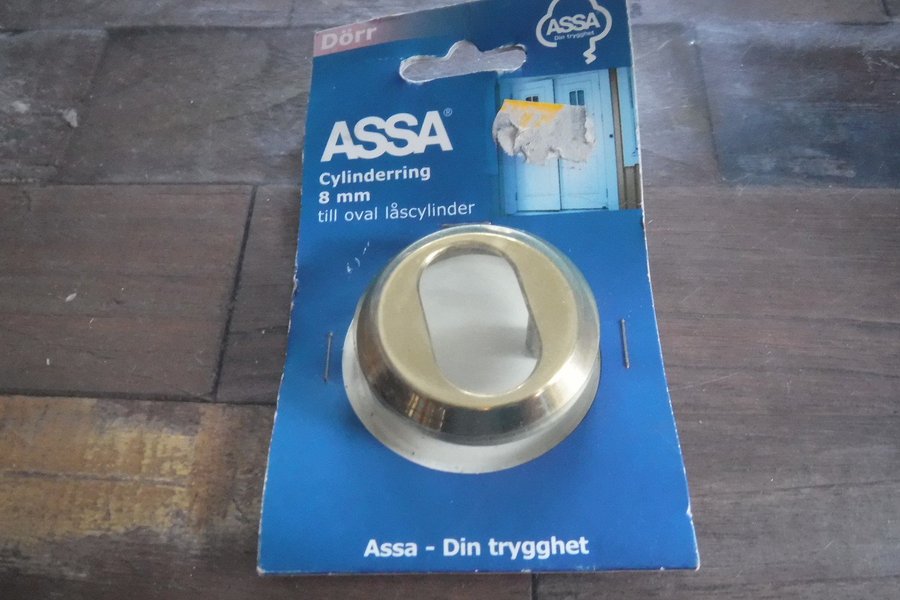 Dörr
ASSA
Din trygghet
ASSA®
Cylinderring
8 mm
till oval låscylinder
Assa - Din trygghet